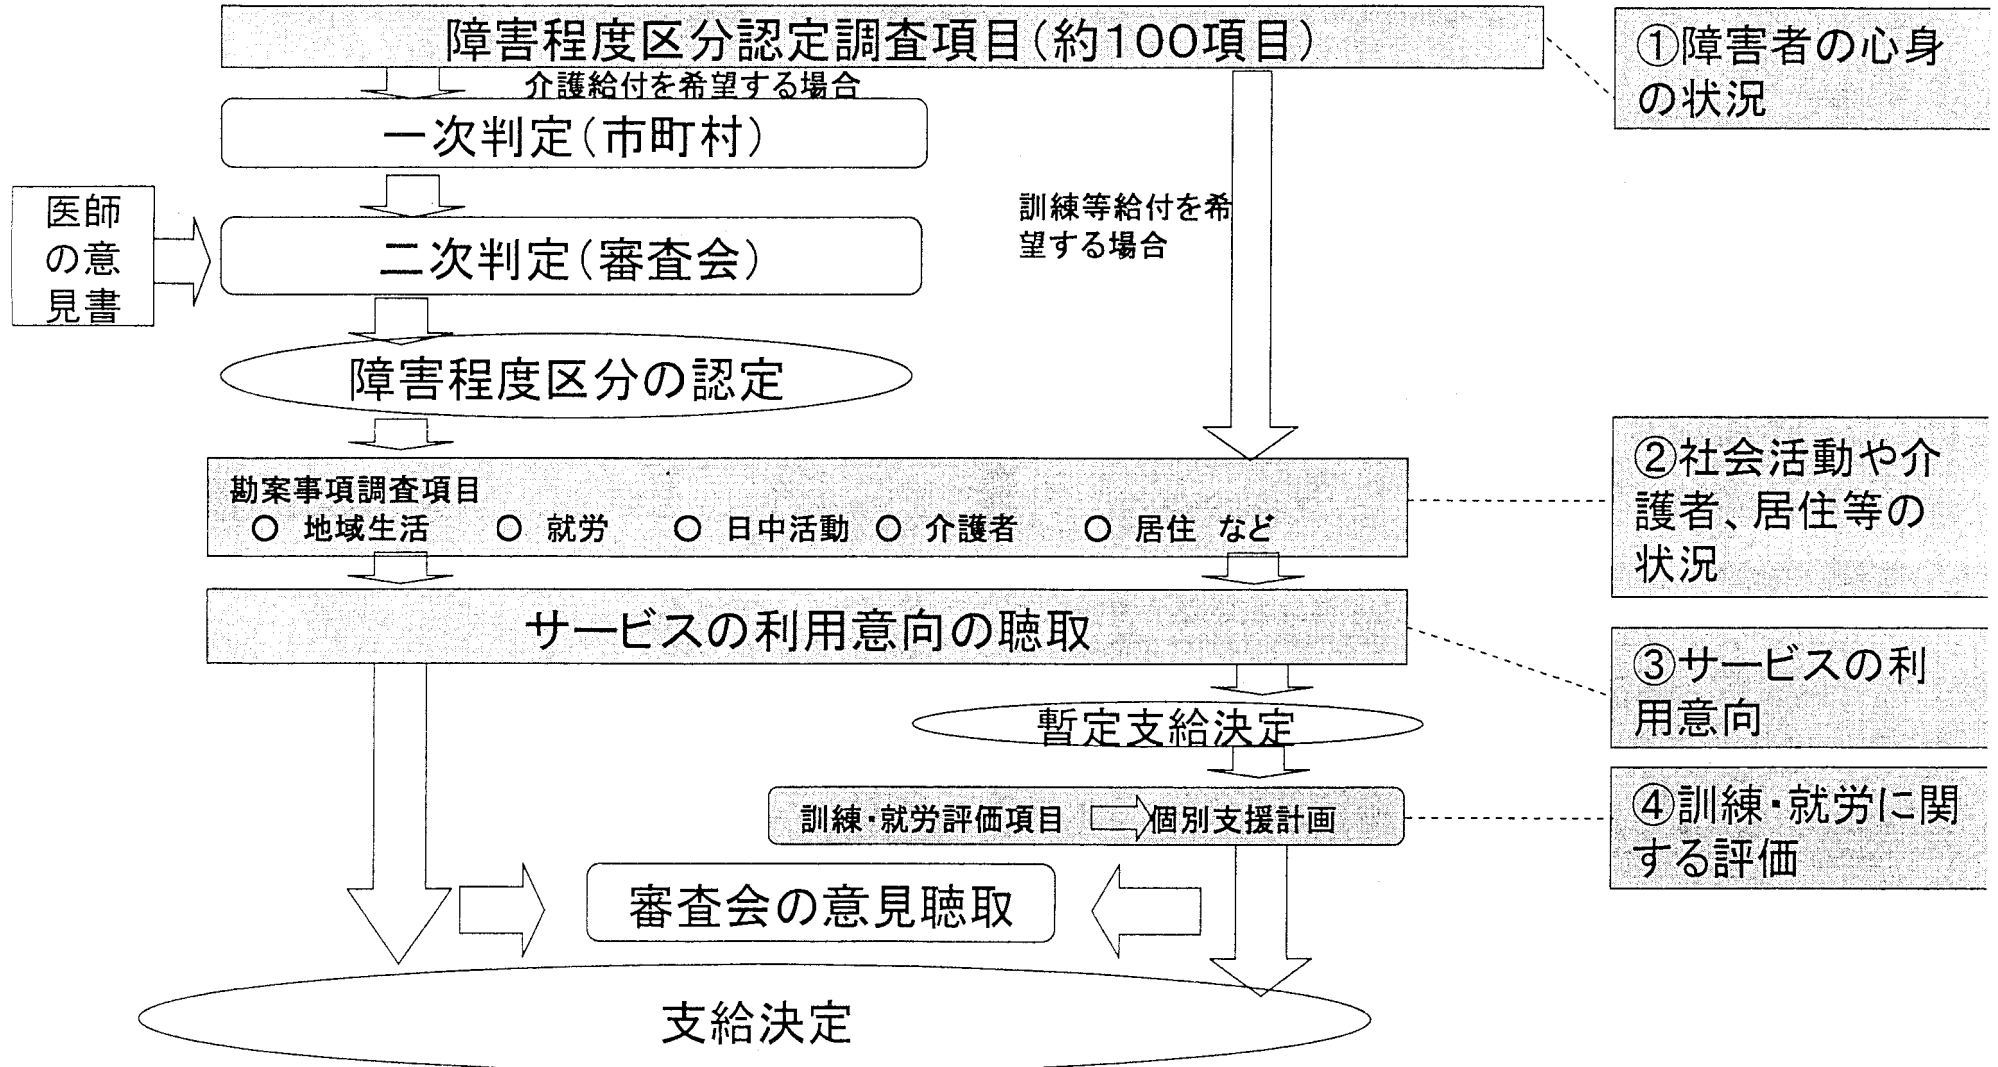 障害程度区分認定調査項目(約100項目)
①障害者の心身
の状況
介護給付を希望する場合
一次判定(市町村)
医師
の意
見書
訓練等給付を希
望する場合
二次判定(審査会)
障害程度区分の認定
勘案事項調査項目
○ 地域生活 ○ 就労 ○ 日中活動 ○ 介護者 ○ 居住 など
②社会活動や介
護者、居住等の
状況
サービスの利用意向の聴取
③サービスの利
用意向
暫定支給決定
訓練・就労評価項目 個別支援計画
④訓練・就労に関
する評価
審査会の意見聴取
支給決定